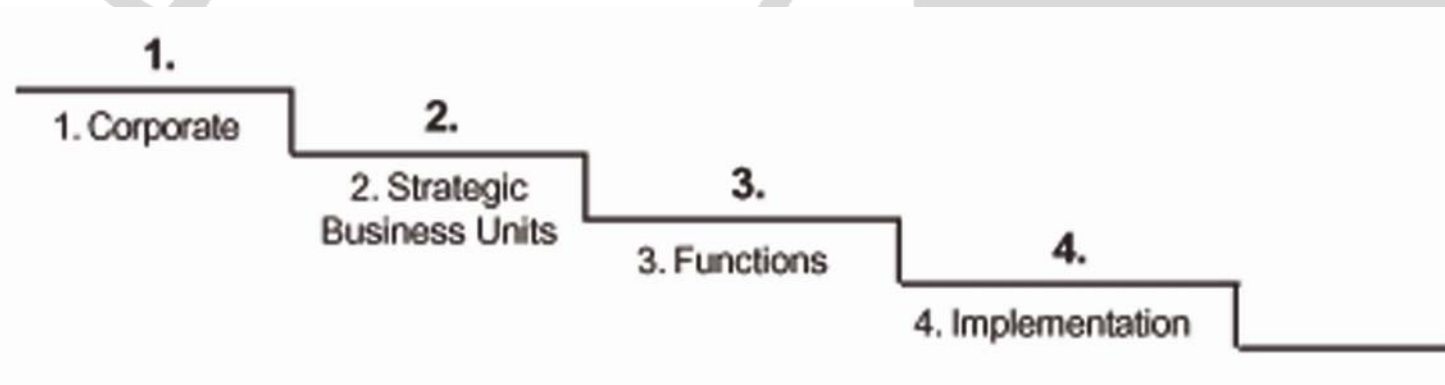 1.
1. Corporate
2.
2. Strategic
Business Units
3.
3. Functions
4.
4. Implementation